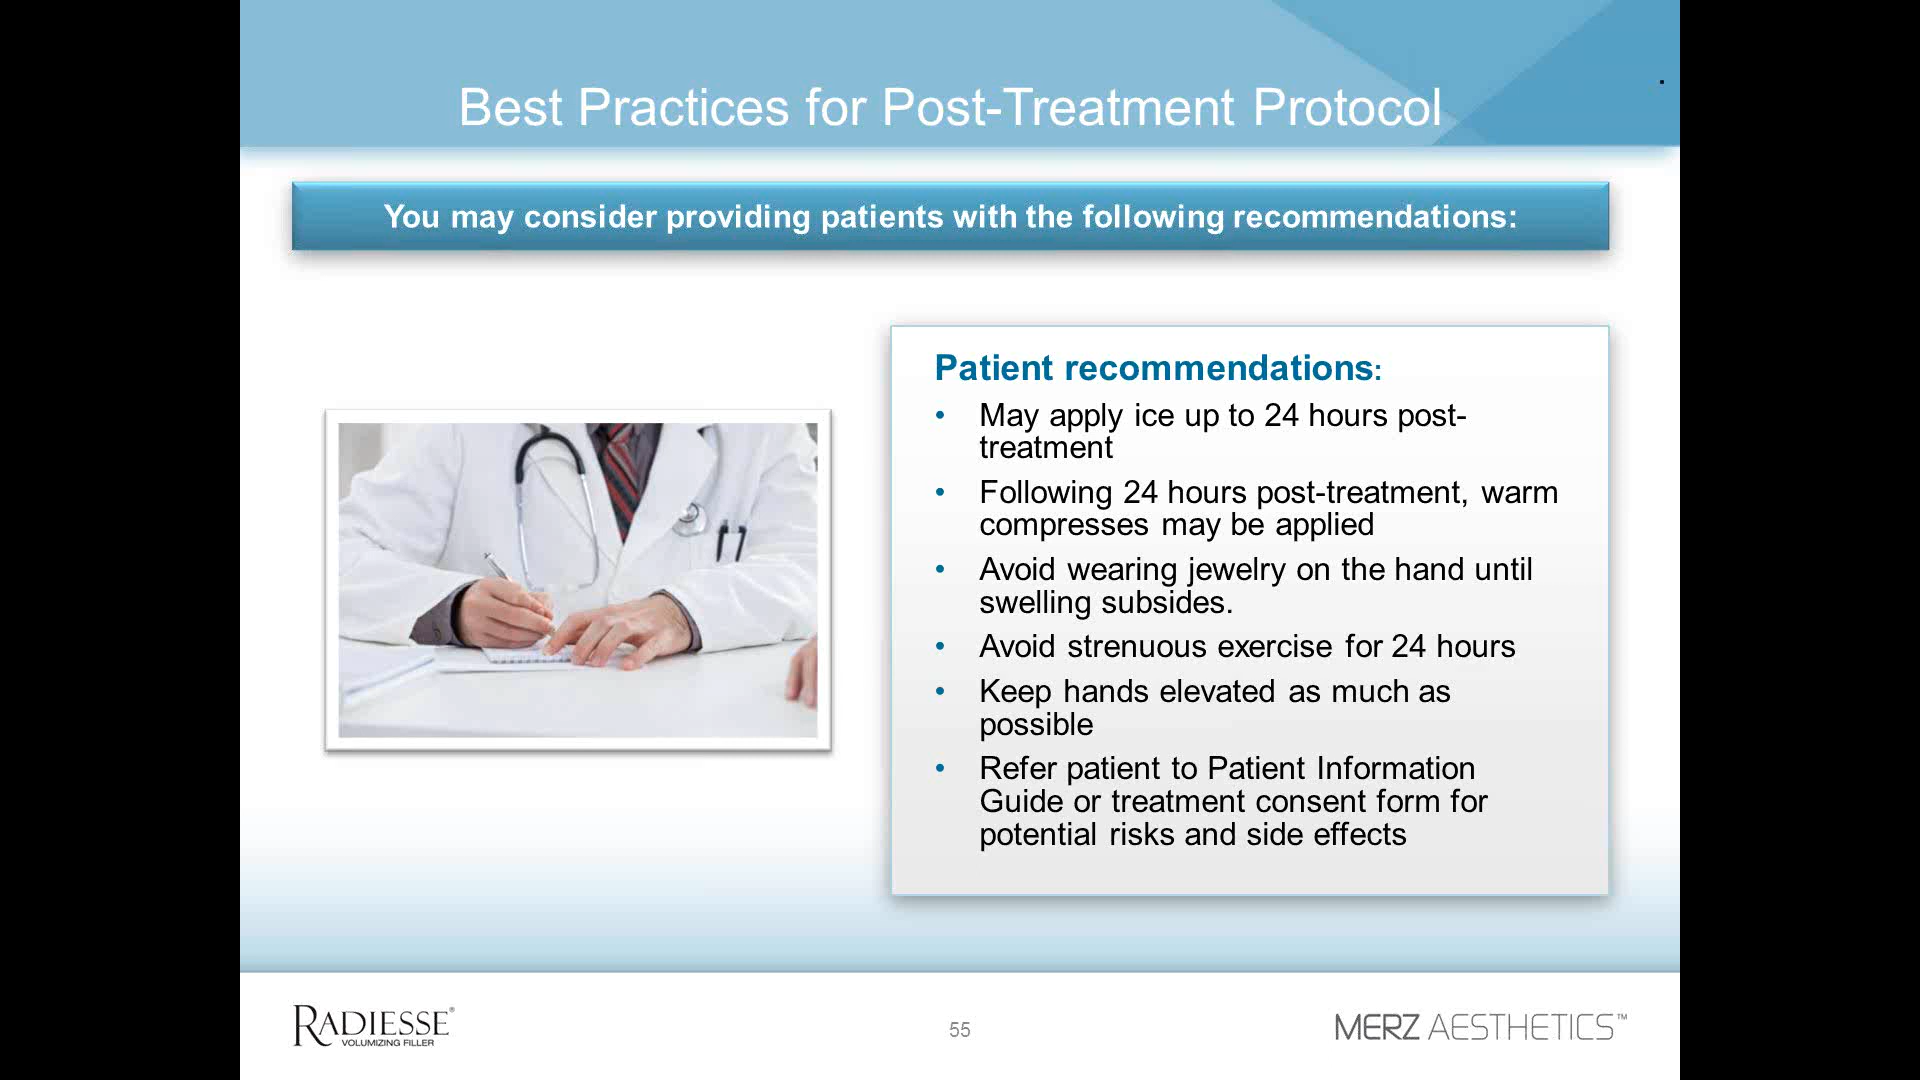 Best Practices for Post-Treatment Protocol
You may consider providing patients with the following recommendations:
Patient recommendations:
• May apply ice up to 24 hours post-
treatment
• Following 24 hours post-treatment, warm
compresses may be applied
• Avoid wearing jewelry on the hand until
swelling subsides.
• Avoid strenuous exercise for 24 hours
• Keep hands elevated as much as
possible
• Refer patient to Patient Information
Guide or treatment consent form for
potential risks and side effects
RADIESSE®
VOLUMIZING FILLER
55
MERZ AESTHETICS™